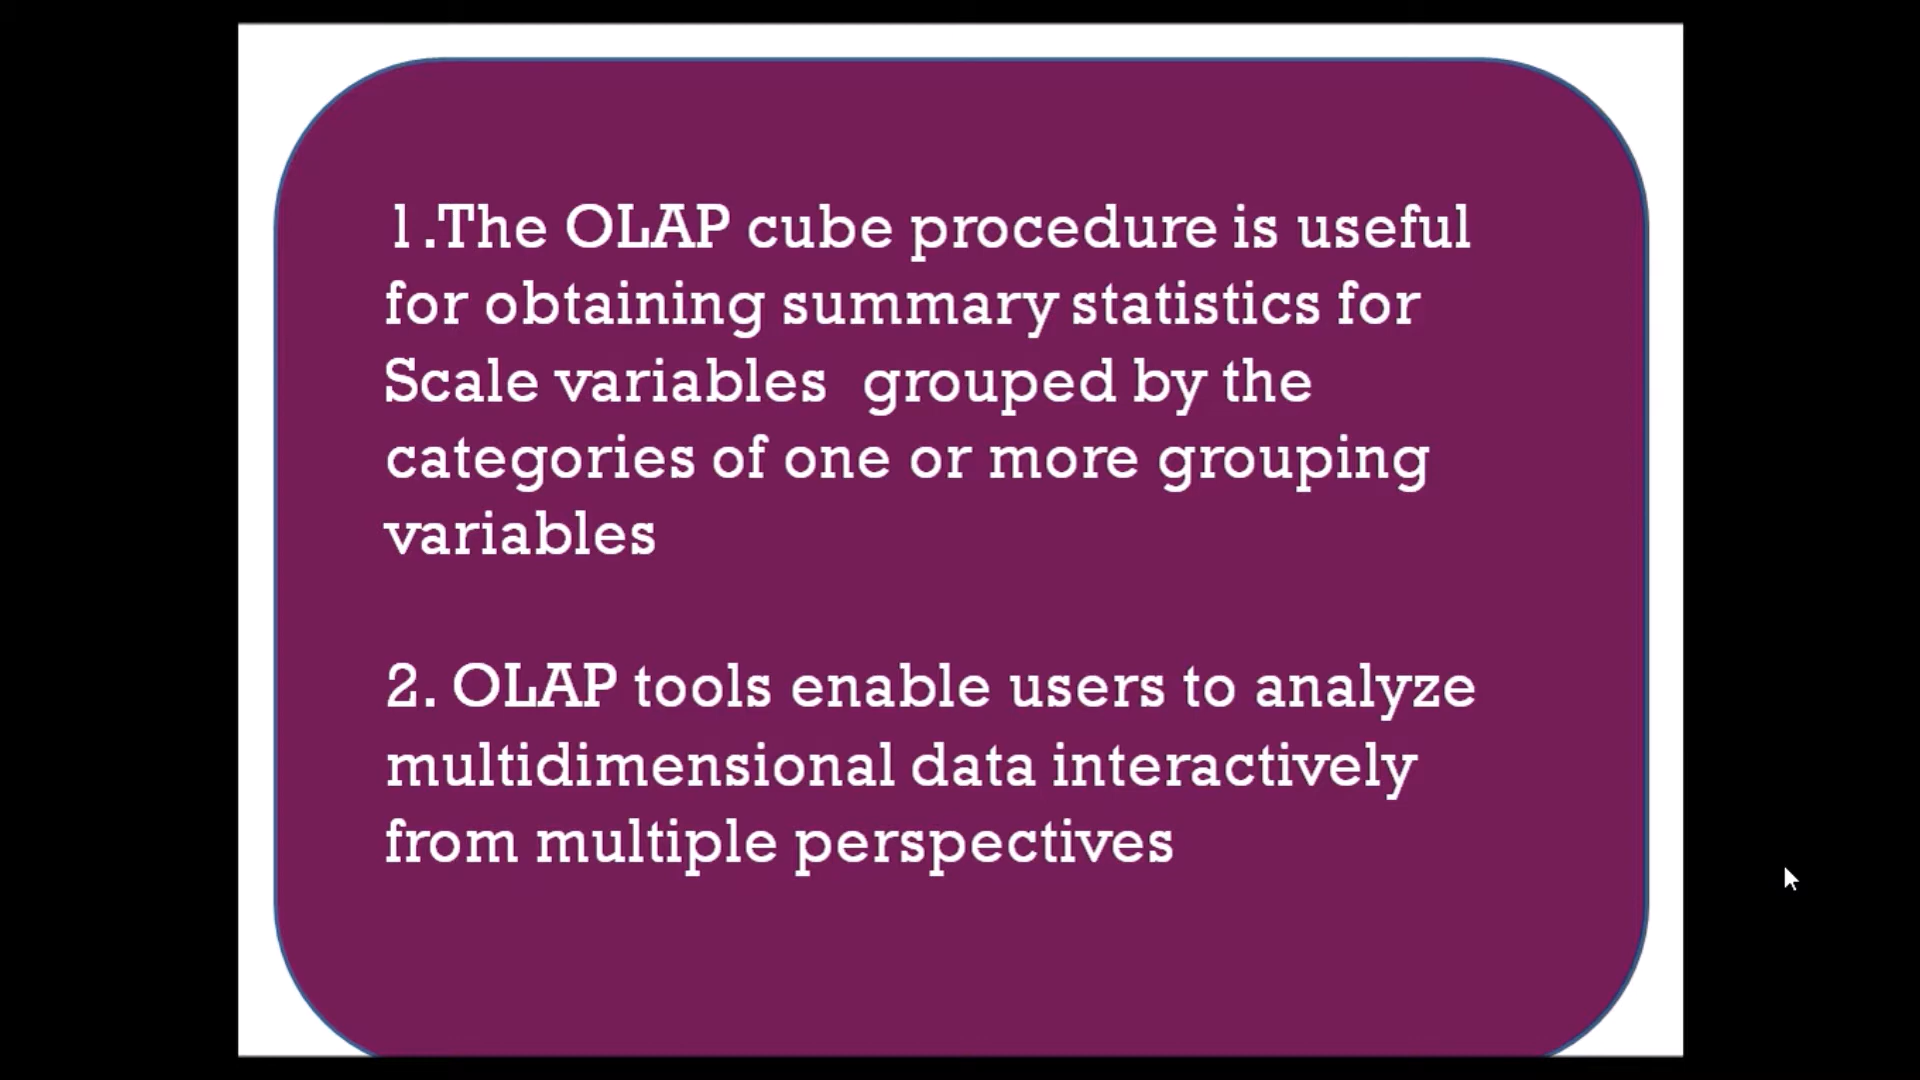 1.The OLAP cube procedure is useful
for obtaining summary statistics for
Scale variables  grouped by the
categories of one or more grouping
variables
2. OLAP tools enable users to analyze
multidimensional data interactively
from multiple perspectives